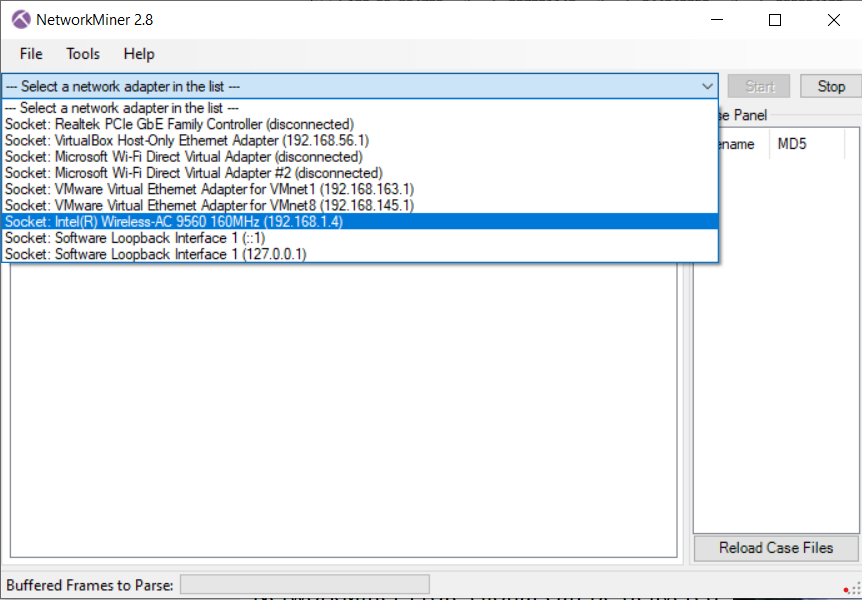 NetworkMiner 2.8
File Tools Help
--- Select a network adapter in the list ---
Start Stop
--- Select a network adapter in the list ---
Socket: Realtek PCIe GbE Family Controller (disconnected)
Socket: VirtualBox Host-Only Ethernet Adapter (192.168.56.1)
Socket: Microsoft Wi-Fi Direct Virtual Adapter (disconnected)
Socket: Microsoft Wi-Fi Direct Virtual Adapter #2 (disconnected)
Socket: VMware Virtual Ethernet Adapter for VMnet1 (192.168.163.1)
Socket: VMware Virtual Ethernet Adapter for VMnet8 (192.168.145.1)
Socket: Intel(R) Wireless-AC 9560 160MHz (192.168.1.4)
Socket: Software Loopback Interface 1 (::1)
Socket: Software Loopback Interface 1 (127.0.0.1)
se Panel
ename MD5
Reload Case Files
Buffered Frames to Parse: